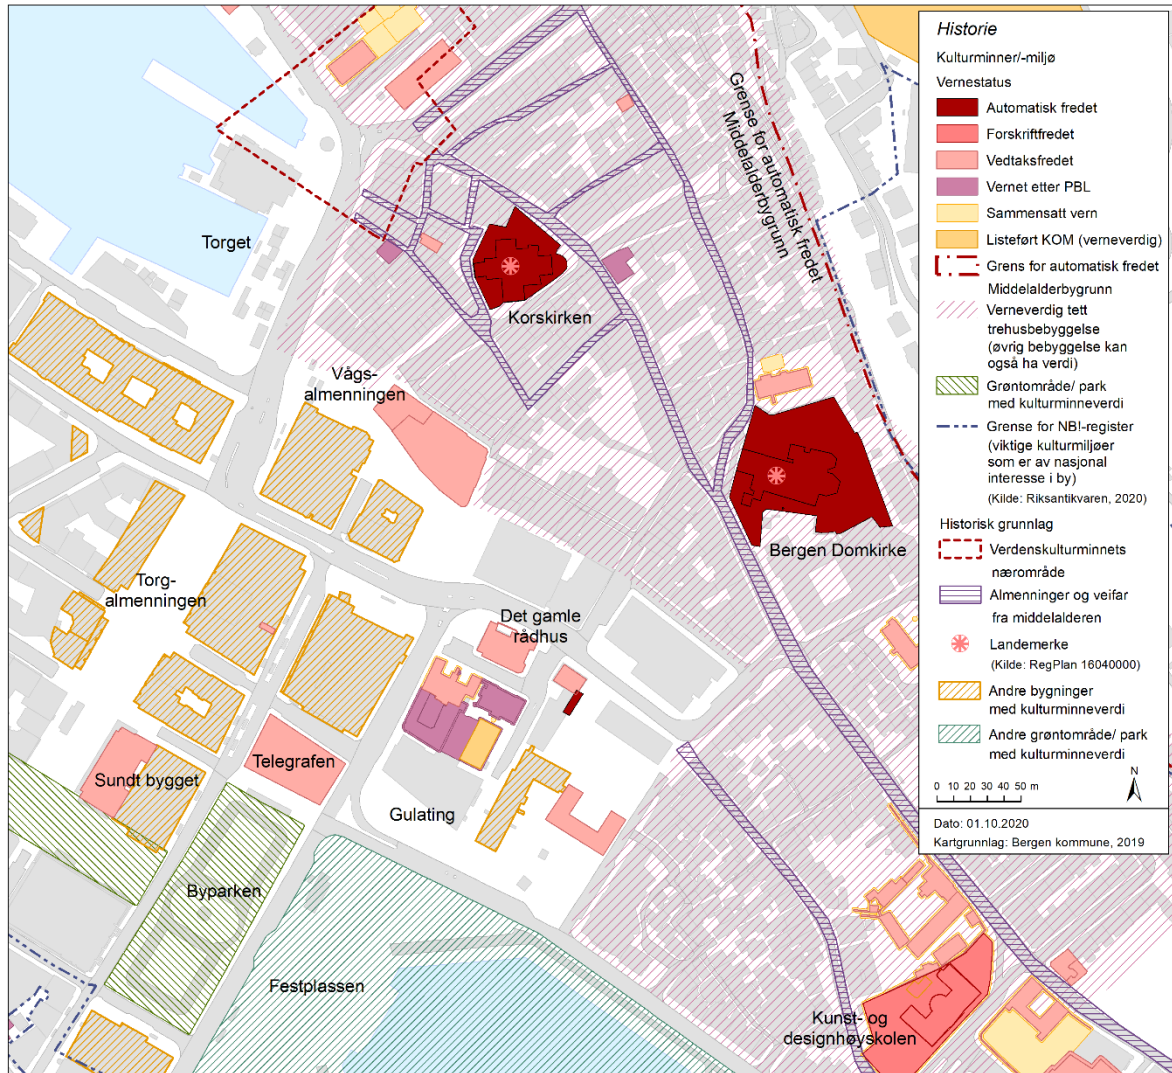 Torget
Korskirken
Grense for automatisk fredet
Middelalderbygrunn
Vågs-
almenningen
Bergen Domkirke
Torg-
almenningen
Det gamle
rådhus
Sundt bygget
Telegrafen
Gulating
Byparken
Festplassen
Kunst- og
designhøyskolen
Historie
Kulturminner/-miljø
Vernestatus
Automatisk fredet
Forskriftfredet
Vedtaksfredet
Vernet etter PBL
Sammensatt vern
Listeført KOM (verneverdig)
Grens for automatisk fredet
Middelalderbygrunn
Verneverdig tett
trehusbebyggelse
(øvrig bebyggelse kan
også ha verdi)
Grøntområde/ park
med kulturminneverdi
Grense for NB!-register
(viktige kulturmiljøer
som er av nasjonal
interesse i by)
(Kilde: Riksantikvaren, 2020)
Historisk grunnlag
Verdenskulturminnets
nærområde
Almenninger og veifar
fra middelalderen
Landemerke
(Kilde: RegPlan 16040000)
Andre bygninger
med kulturminneverdi
Andre grøntområde/ park
med kulturminneverdi
0 10 20 30 40 50 m
N
Dato: 01.10.2020
Kartgrunnlag: Bergen kommune, 2019